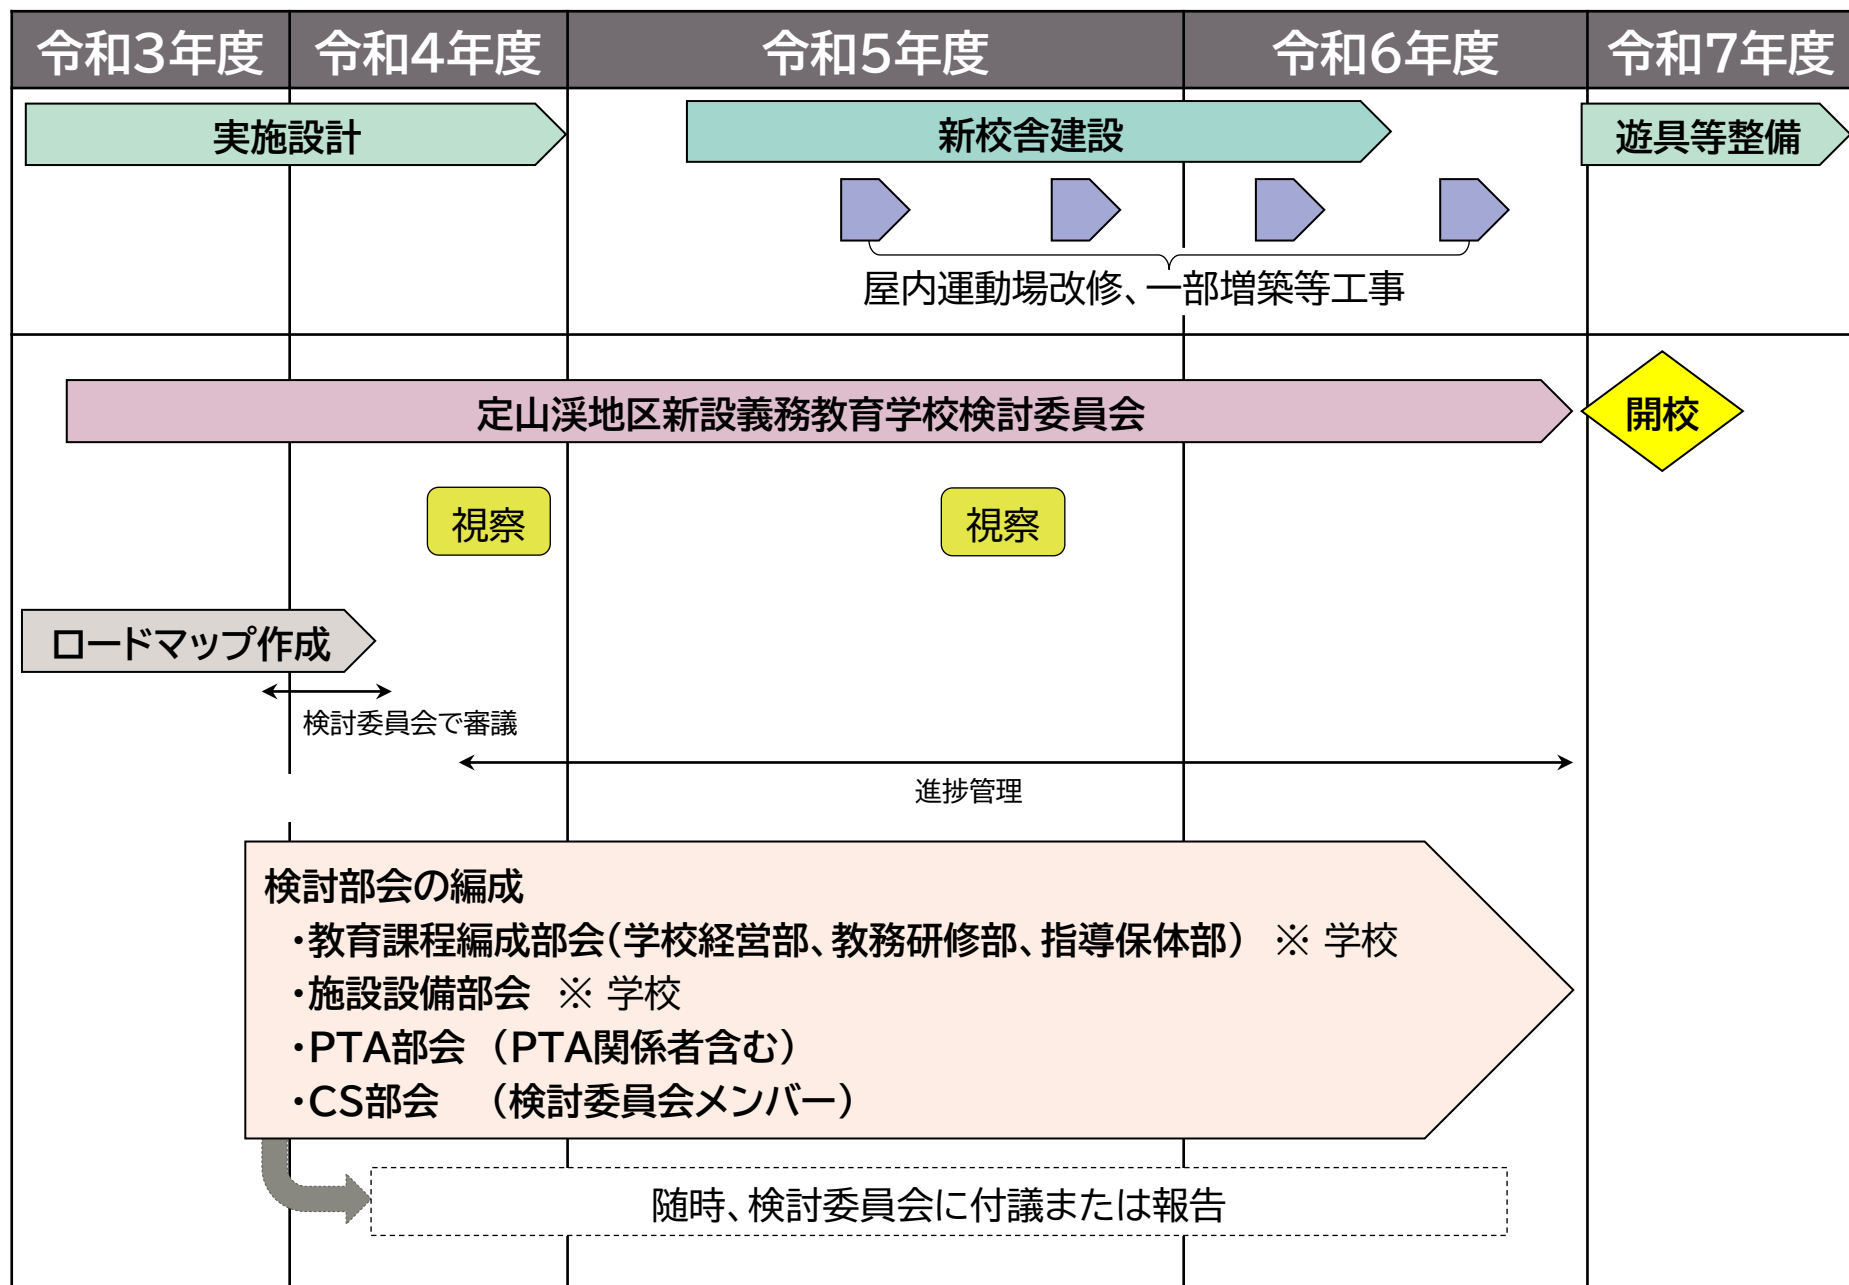 令和3年度 令和4年度 令和5年度 令和6年度 令和7年度
実施設計 新校舎建設 遊具等整備
屋内運動場改修、一部増築等工事
定山渓地区新設義務教育学校検討委員会 開校
視察 視察
ロードマップ作成
検討委員会で審議
進捗管理
検討部会の編成
・教育課程編成部会(学校経営部、教務研修部、指導保体部) ※ 学校
・施設設備部会 ※ 学校
・PTA部会 (PTA関係者含む)
・CS部会 (検討委員会メンバー)
随時、検討委員会に付議または報告